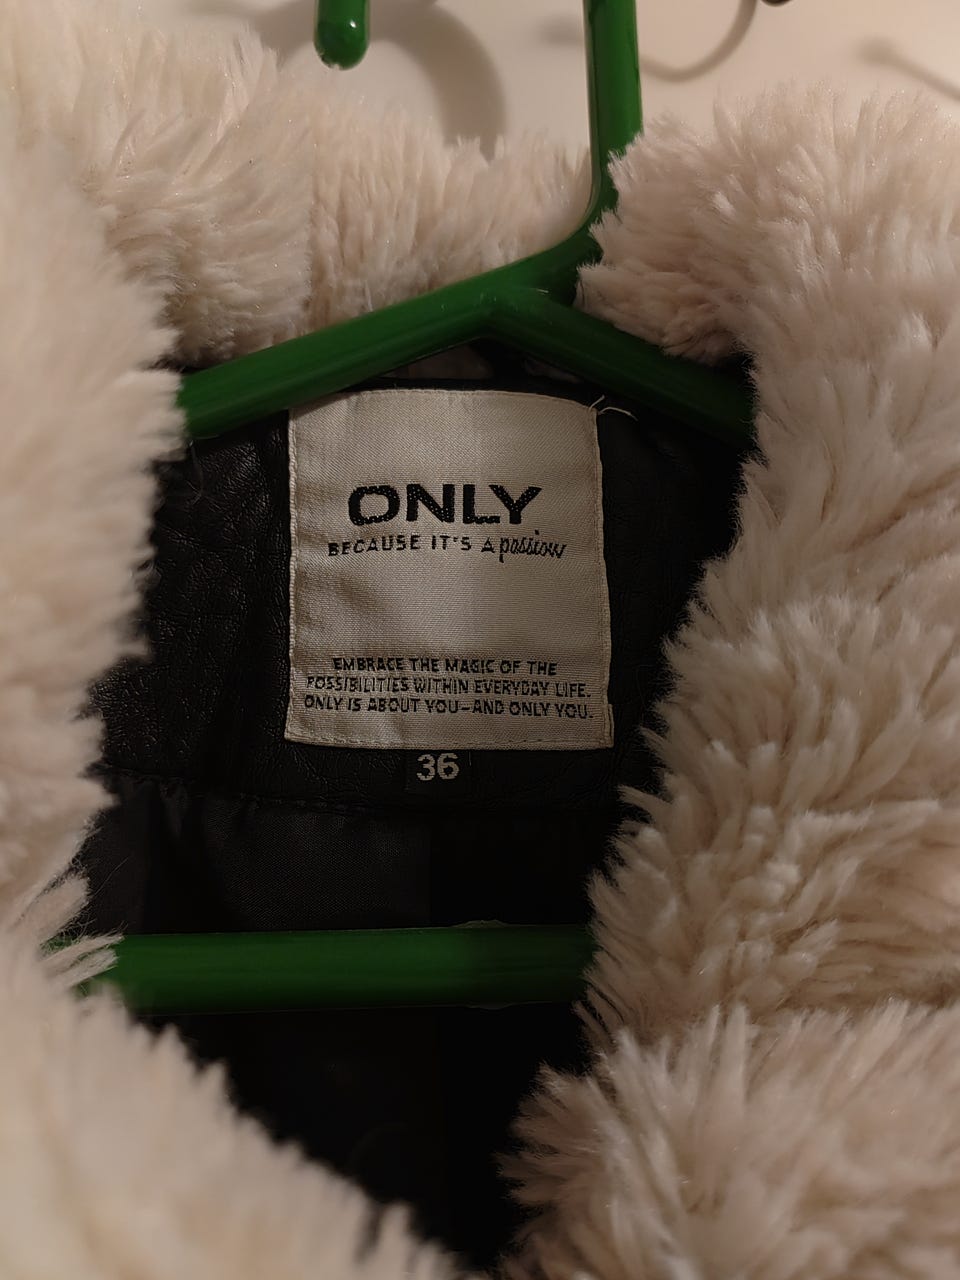 ONLY
BECAUSE IT'S A passion
EMBRACE THE MAGIC OF THE
POSSIBILITIES WITHIN EVERYDAY LIFE.
ONLY IS ABOUT YOU–AND ONLY YOU.
36